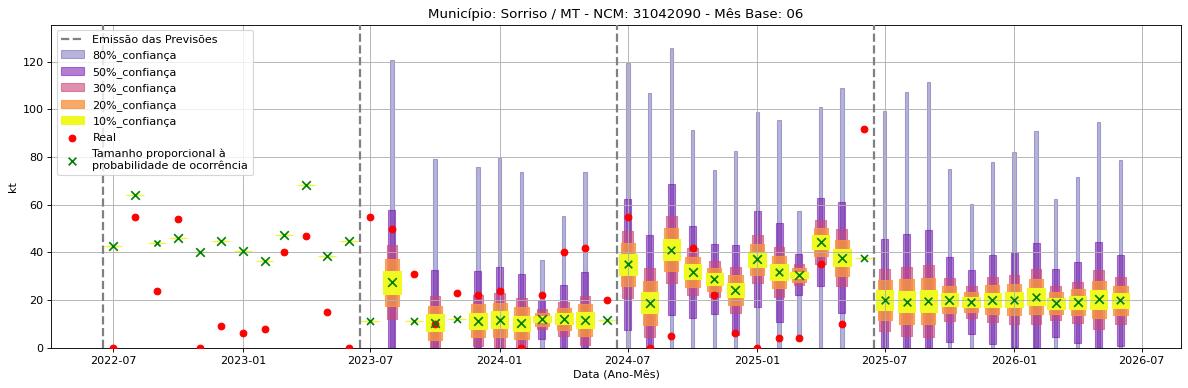 Município: Sorriso / MT - NCM: 31042090 - Mês Base: 06
Emissão das Previsões
80%_confiança
50%_confiança
30%_confiança
20%_confiança
10%_confiança
Real
Tamanho proporcional à
probabilidade de ocorrência
120
100
80
60
40
20
0
kt
2022-07 2023-01 2023-07 2024-01 2024-07 2025-01 2025-07 2026-01 2026-07
Data (Ano-Mês)